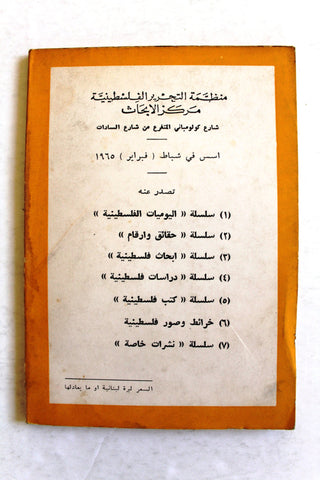 منظمة التحرير الفلسطينية
مركز الابحاث
شارع كولومباني المتفرع من شارع السادات
اسس في شباط ( فبراير ) ١٩٦٥
تصدر عنه
(١) سلسلة « اليوميات الفلسطينية »
(٢) سلسلة « حقائق وارقام »
(٣) سلسلة « ابحاث فلسطينية »
(٤) سلسلة « دراسات فلسطينية »
(٥) سلسلة « كتب فلسطينية »
(٦) خرائط وصور فلسطينية
(٧) سلسلة « نشرات خاصة »
السعر ليرة لبنانية او ما يعادلها